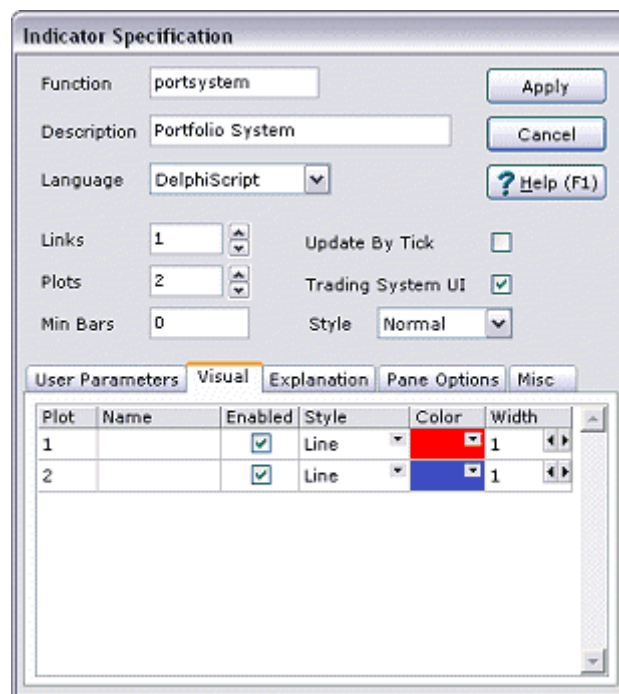 Indicator Specification
Function portsystem Apply
Description Portfolio System Cancel
Language DelphiScript ? Help (F1)
Links 1 Update By Tick
Plots 2 Trading System UI
Min Bars 0 Style Normal
User Parameters Visual Explanation Pane Options Misc
Plot Name Enabled Style Color Width
1 Line 1
2 Line 1